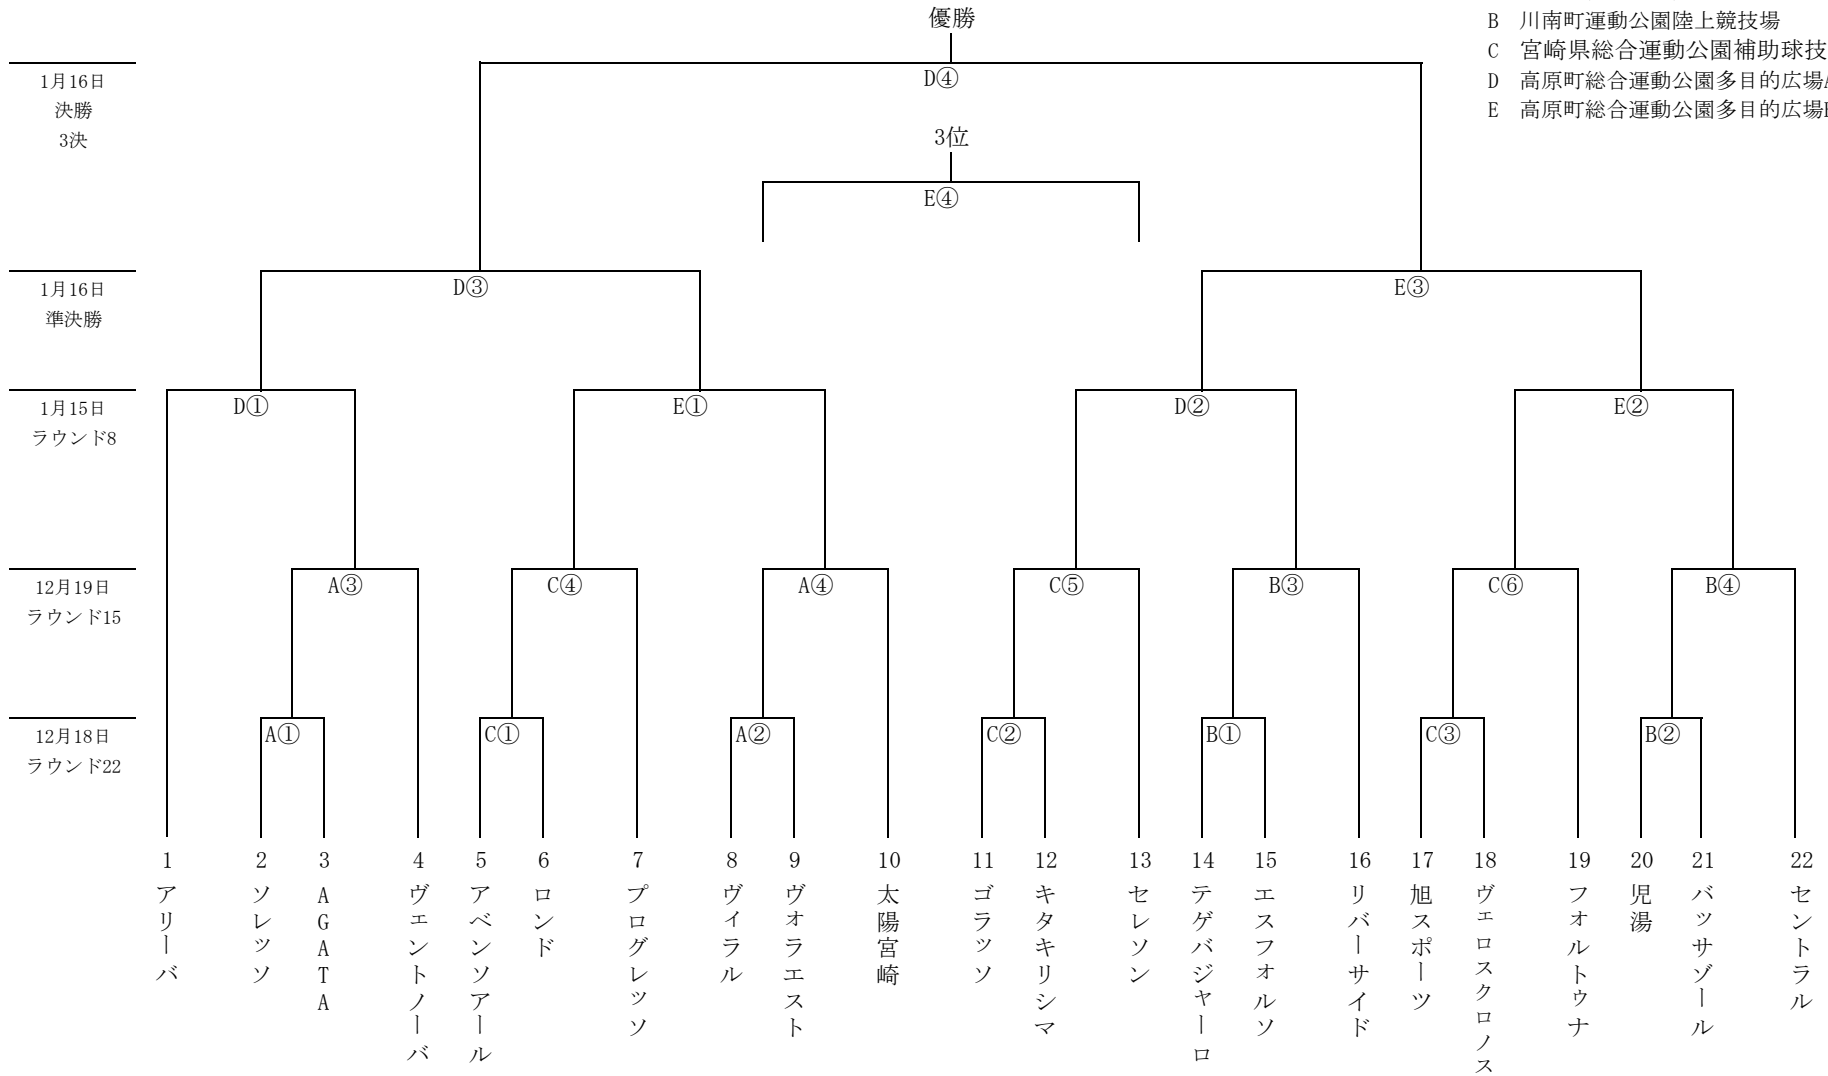 優勝
B 川南町運動公園陸上競技場
C 宮崎県総合運動公園補助球技
D 高原町総合運動公園多目的広場
E 高原町総合運動公園多目的広場
1月16日
決勝
3決
D④
3位
E④
1月16日
準決勝
D③
E③
1月15日
ラウンド8
D①
E①
D②
E②
12月19日
ラウンド15
A③
C④
A④
C⑤
B③
C⑥
B④
12月18日
ラウンド22
A①
C①
A②
C②
B①
C③
B②
1 アリーバ
2 ソレッソ
3 AGATA
4 ヴェントノーバ
5 アベンソアール
6 ロンド
7 プログレッソ
8 ヴィラル
9 ヴォラエスト
10 太陽宮崎
11 ゴラッソ
12 キタキリシマ
13 セレソン
14 テゲバジャーロ
15 エスフォルソ
16 リバーサイド
17 旭スポーツ
18 ヴェロスクロノス
19 フォルトゥナ
20 児湯
21 バッサゾール
22 セントラル